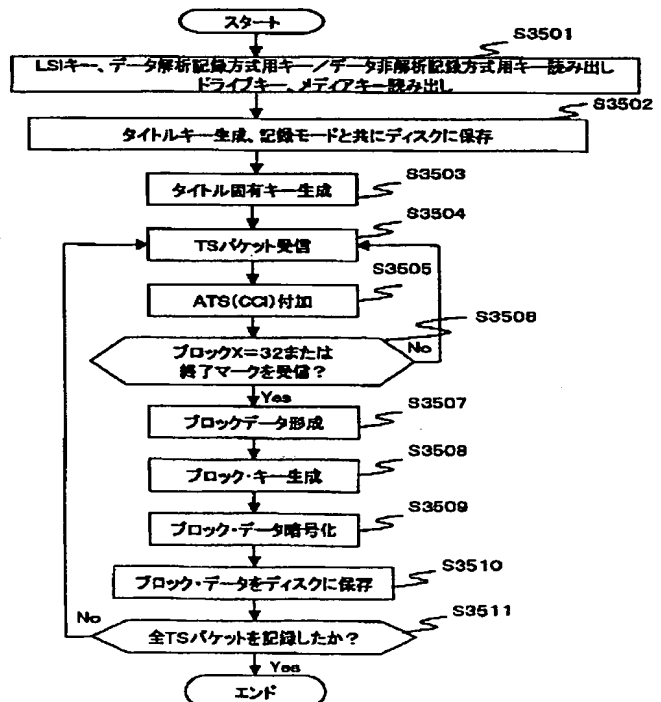 スタート
S3501
LSIキー、データ解析記録方式用キー／データ非解析記録方式用キー読み出し
ドライブキー、メディアキー読み出し
S3502
タイトルキー生成、記録モードと共にディスクに保存
S3503
タイトル固有キー生成
S3504
TSパケット受信
S3505
ATS(CCI)付加
S3506
ブロックX=32または
終了マークを受信？
No
Yes
S3507
ブロックデータ形成
S3508
ブロック・キー生成
S3509
ブロック・データ暗号化
S3510
ブロック・データをディスクに保存
S3511
No
全TSパケットを記録したか？
Yes
エンド